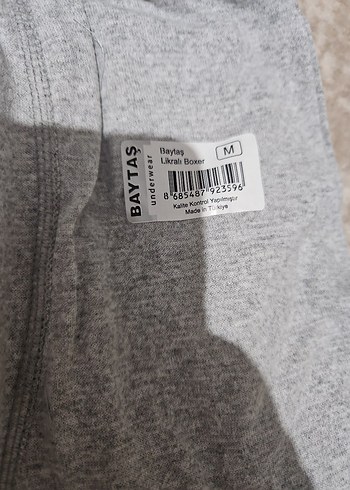 BAYTAŞ
underwear
Baytaş
Likralı Boxer
M
8 685487 923596
Kalite Kontrol Yapılmıştır
Made in Türkiye